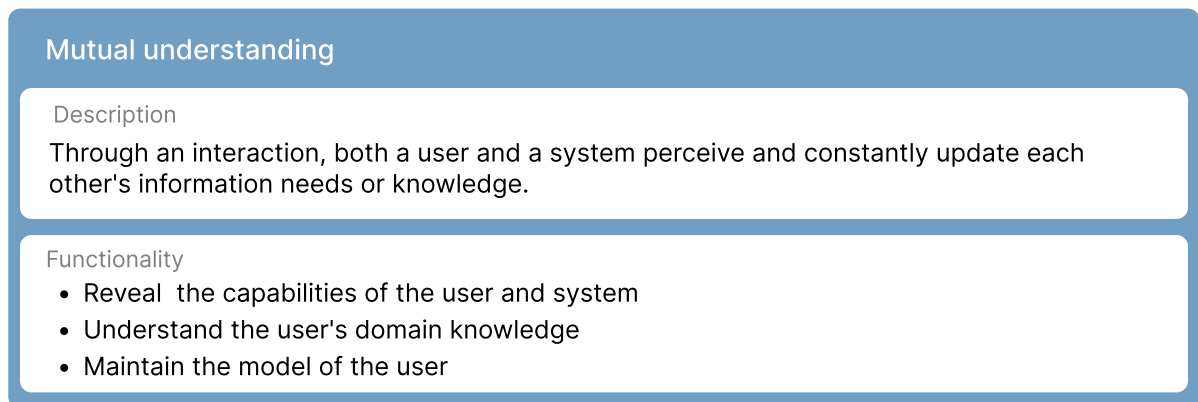 Mutual understanding
Description
Through an interaction, both a user and a system perceive and constantly update each
other's information needs or knowledge.
Functionality
• Reveal  the capabilities of the user and system
• Understand the user's domain knowledge
• Maintain the model of the user